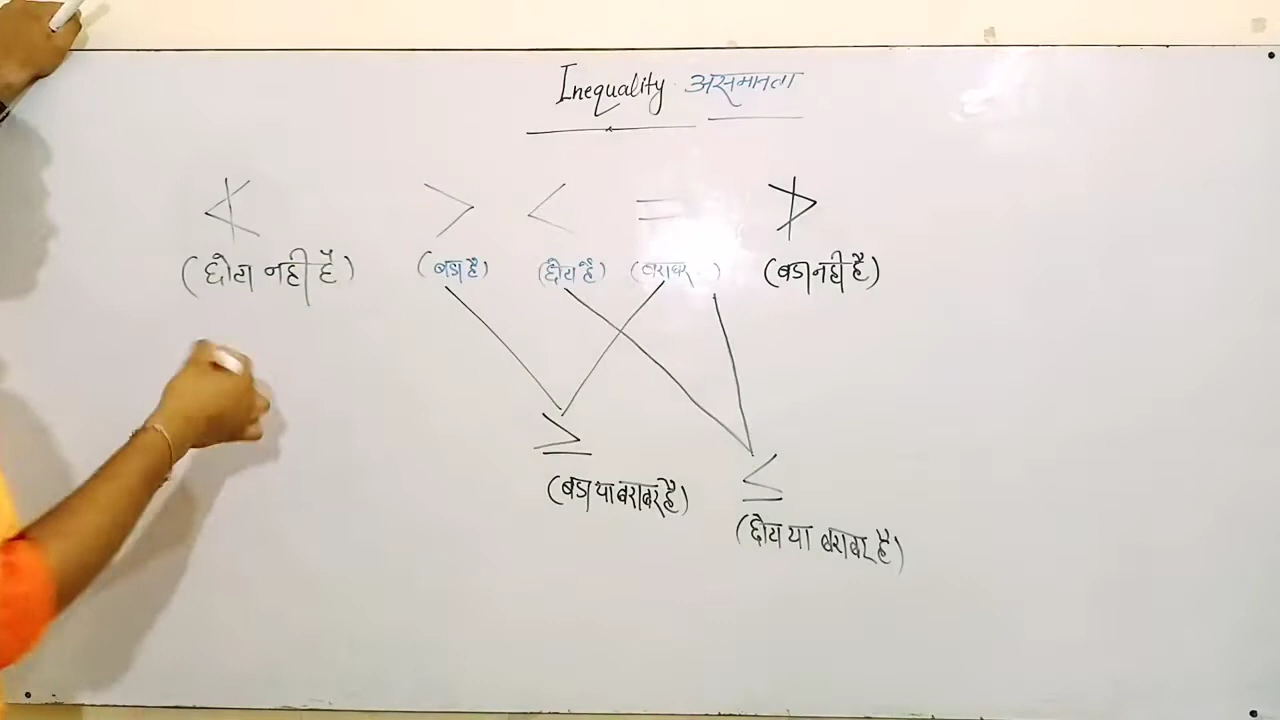 Inequality असमानता
≮ > < = ≯
(छोटा नही है) (बडा है) (छोटा है) (बराबर ) (बडा नही है)
≥
(बडा या बराबर है)
≤
(छोटा या बराबर है)